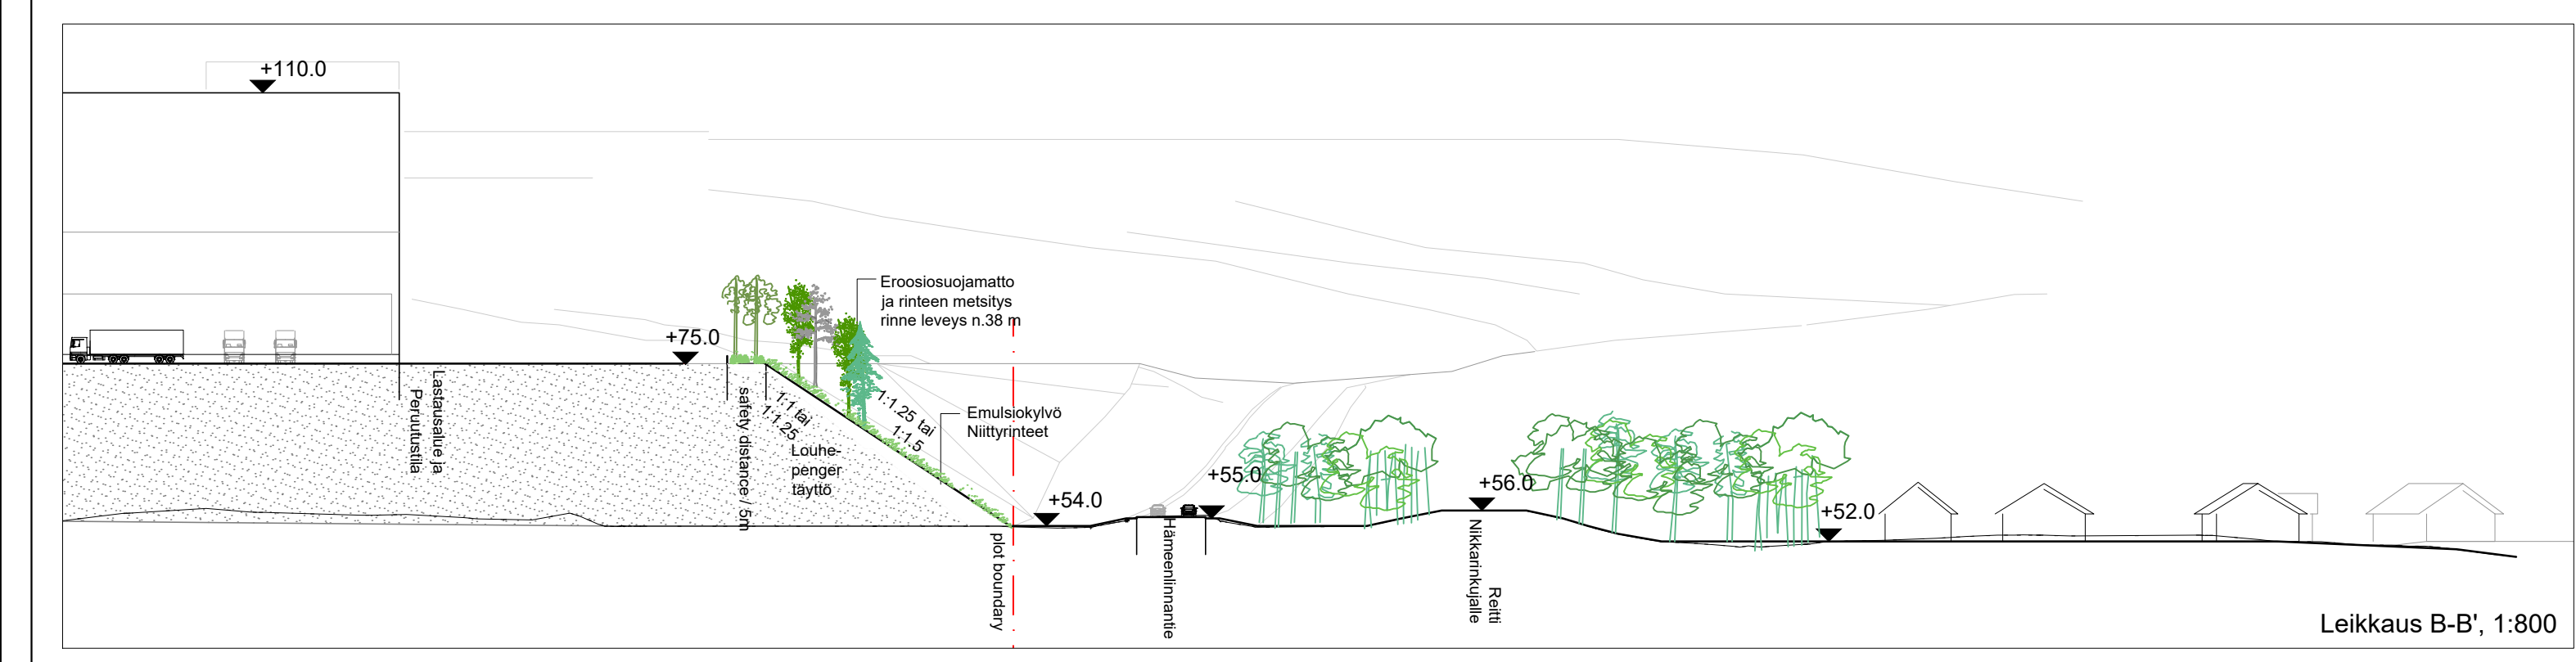 +110.0
Eroosiosuojamatto
ja rinteen metsitys
rinne leveys n.38 m
+75.0
Lastausalue ja
Peruutustila
safety distance / 5m
1:1 tai
1:1.25
1:1.25 tai
1:1.5
Louhe-
penger
täyttö
Emulsiokylvö
Niittyrinteet
+54.0
plot boundary
+55.0
Hämeenlinnantie
+56.0
Reitti
Niikkarinkujalle
+52.0
Leikkaus B-B', 1:800